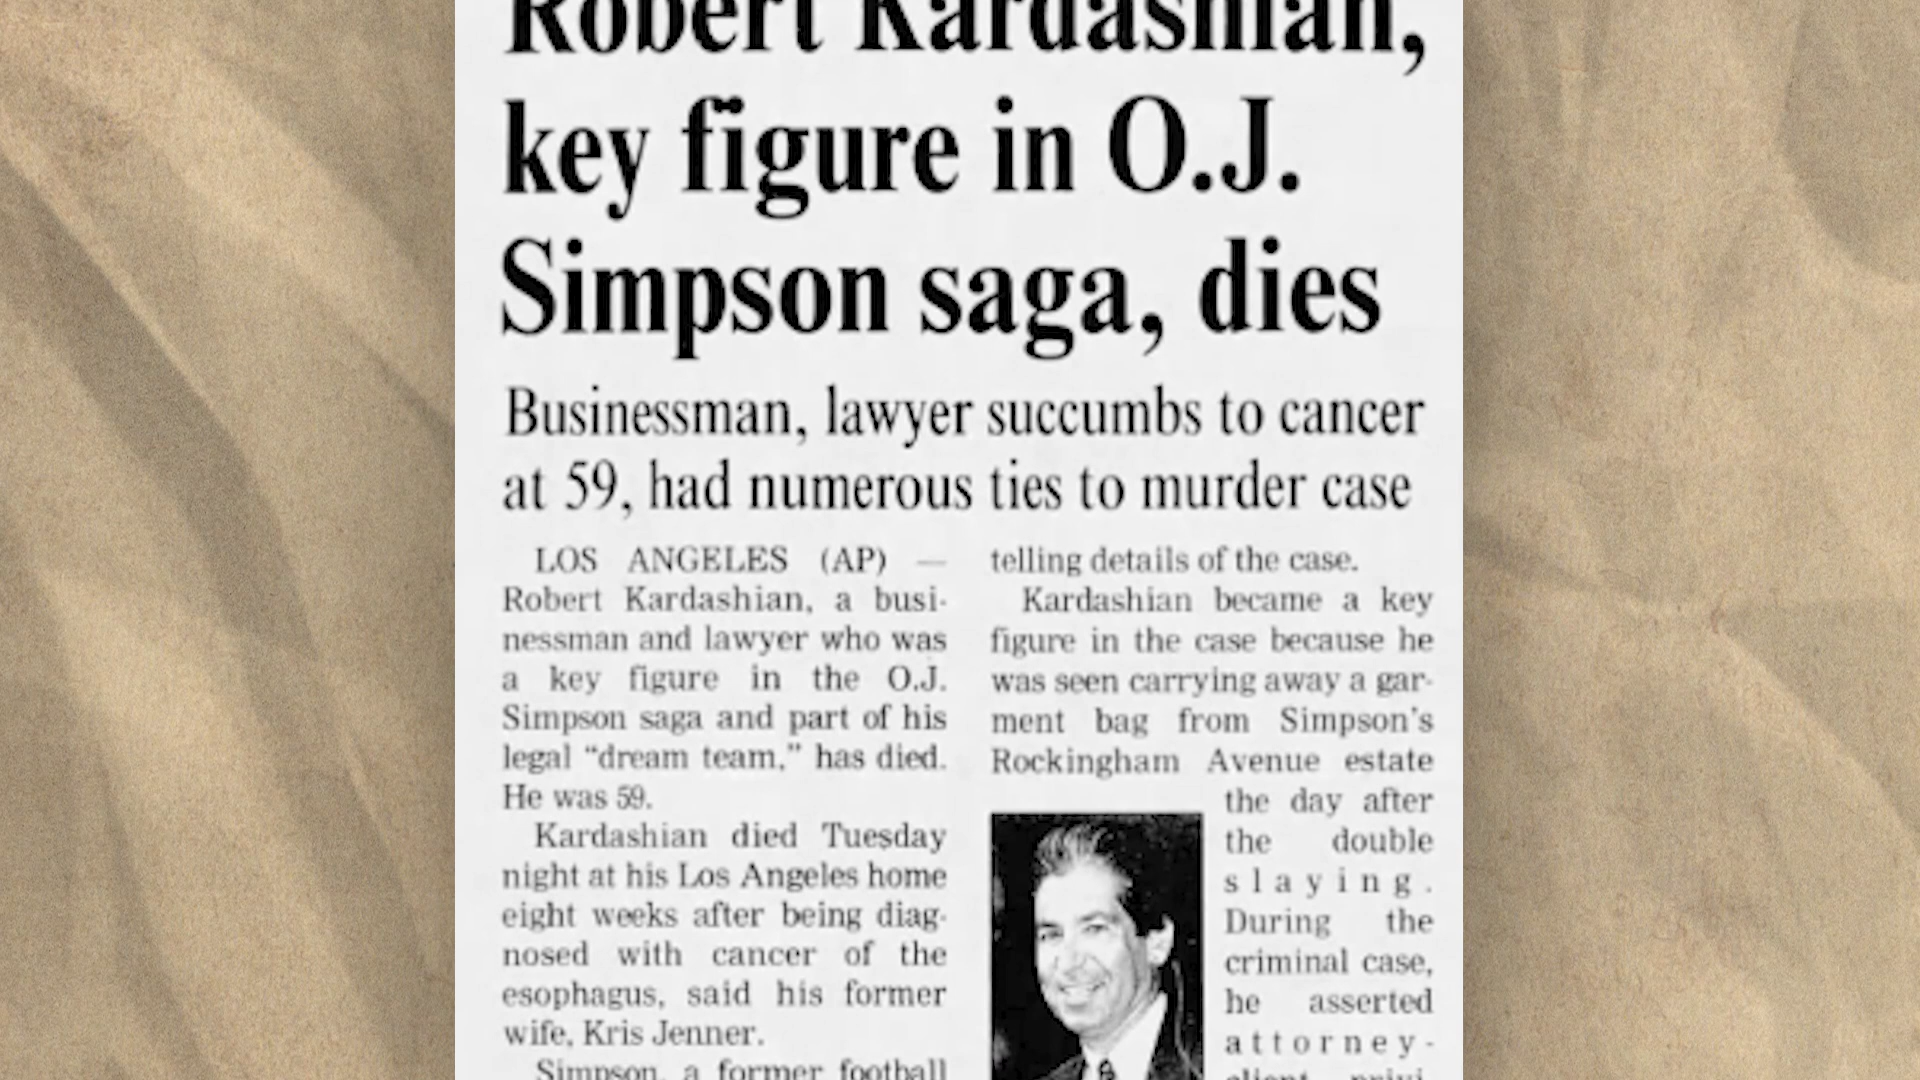 Robert Kardashian,
key figure in O.J.
Simpson saga, dies
Businessman, lawyer succumbs to cancer
at 59, had numerous ties to murder case
LOS ANGELES (AP) —
Robert Kardashian, a busi-
nessman and lawyer who was
a key figure in the O.J.
Simpson saga and part of his
legal “dream team,” has died.
He was 59.
Kardashian died Tuesday
night at his Los Angeles home
eight weeks after being diag-
nosed with cancer of the
esophagus, said his former
wife, Kris Jenner.
Simpson, a former football
telling details of the case.
Kardashian became a key
figure in the case because he
was seen carrying away a gar-
ment bag from Simpson’s
Rockingham Avenue estate
the day after
the double
slaying.
During the
criminal case,
he asserted
attorney-
client privi-